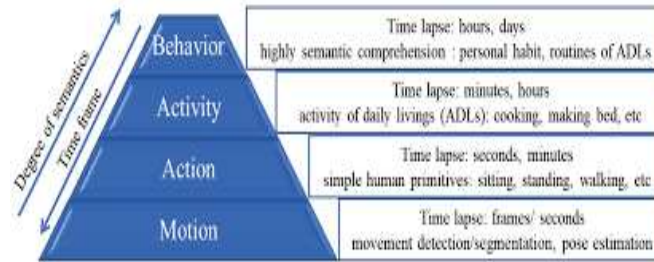 Degree of semantics
Time frame
Behavior
Time lapse: hours, days
highly semantic comprehension : personal habit, routines of ADLs
Activity
Time lapse: minutes, hours
activity of daily livings (ADLs): cooking, making bed, etc
Action
Time lapse: seconds, minutes
simple human primitives: sitting, standing, walking, etc
Motion
Time lapse: frames/ seconds
movement detection/segmentation, pose estimation